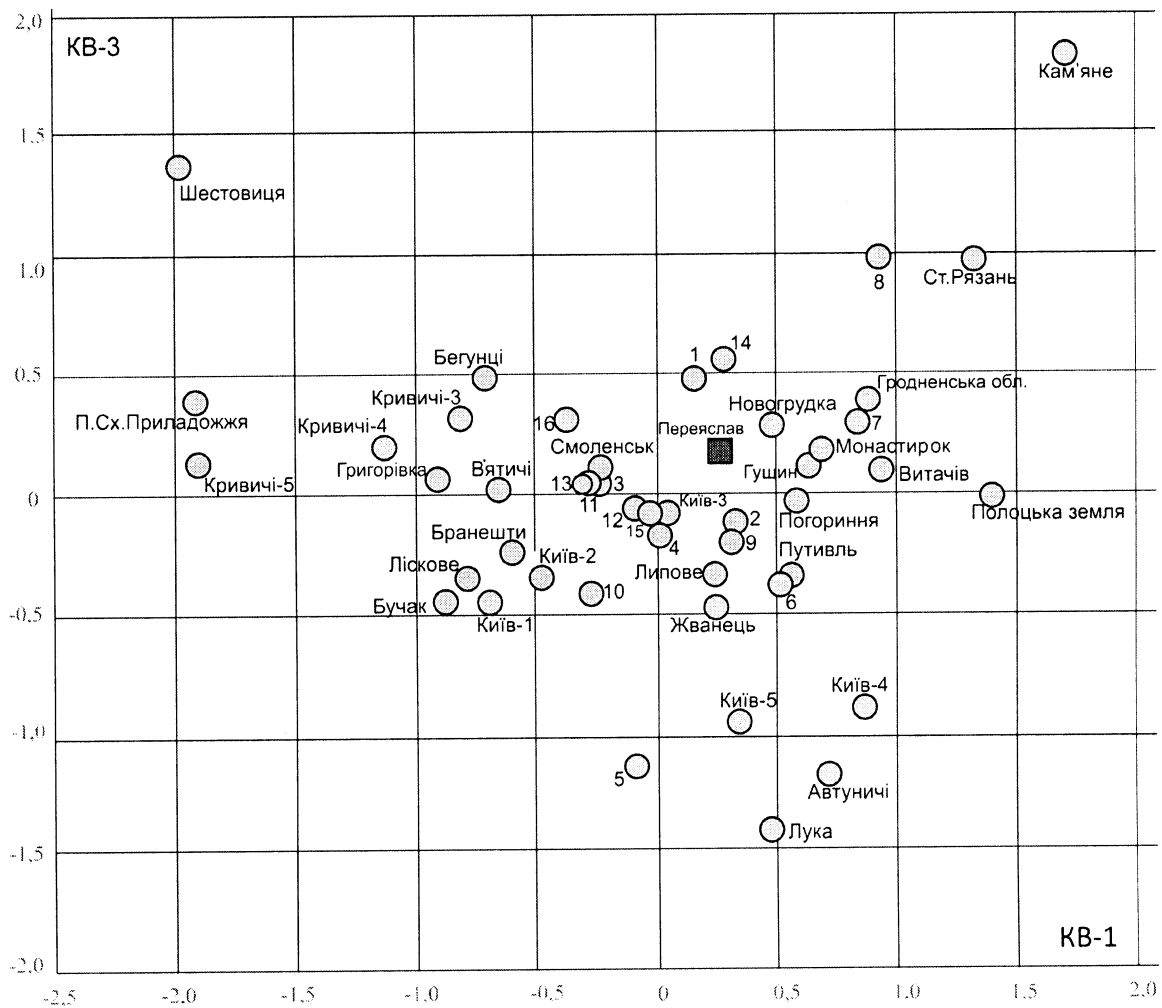 2,0
КВ-3
Кам'яне
1,5
Шестовиця
1.0
8
Ст.Рязань
14
1
Бегунці
0.5
Гродненська обл.
Кривичі-3
Новогрудка
7
П.Сх.Приладожжя
16
Кривичі-4
Переяслав
Смоленськ
Монастирок
Григорівка
В'ятичі
Гушин
Витачів
Кривичі-5
13
3
0
11
Київ-3
Полоцька земля
12
2
Погориння
15
Бранешти
4
9
Київ-2
Путивль
Ліскове
Липове
10
6
Бучак
-0,5
Київ-1
Жванець
Київ-4
Київ-5
-1,0
5
Автуничі
Лука
-1,5
КВ-1
-2,0
-2,5
-2.0
-1.5
-1.0
-0.5
0
0,5
1.0
1.5
2.0